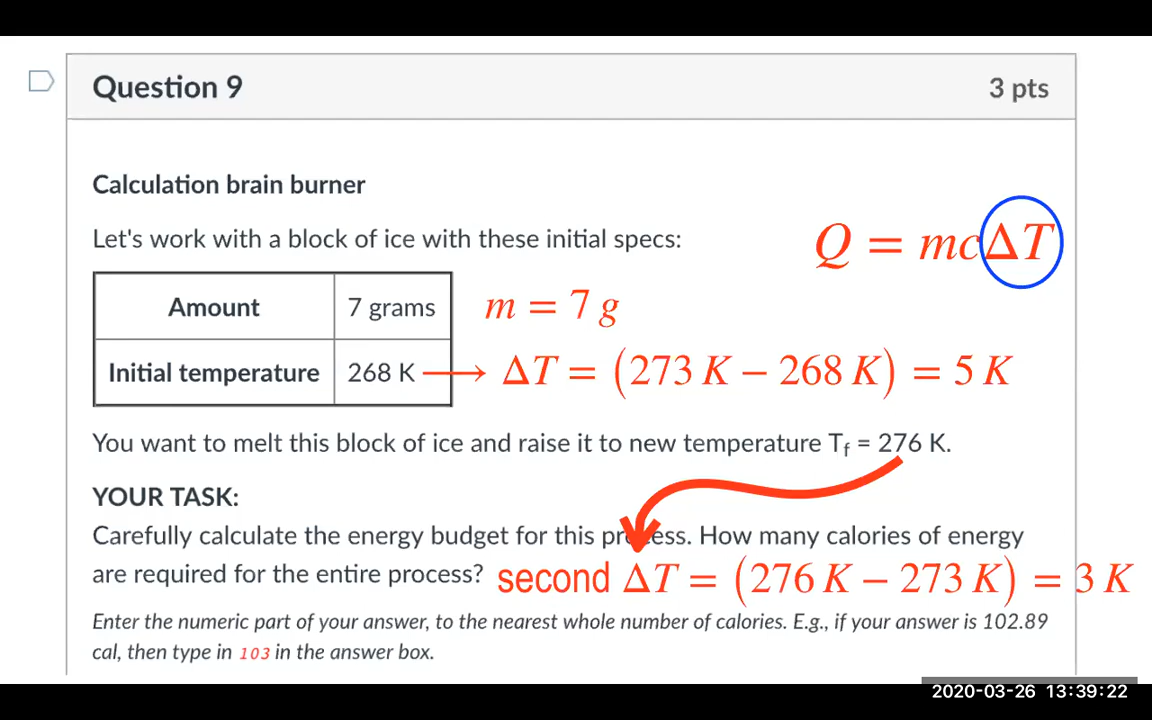 Question 9
3 pts
Calculation brain burner
Let's work with a block of ice with these initial specs:
Q = mcΔT
Amount 7 grams
m = 7 g
Initial temperature 268 K
ΔT = (273 K − 268 K) = 5 K
You want to melt this block of ice and raise it to new temperature Tf = 276 K.
YOUR TASK:
Carefully calculate the energy budget for this process. How many calories of energy
are required for the entire process?
second ΔT = (276 K − 273 K) = 3 K
Enter the numeric part of your answer, to the nearest whole number of calories. E.g., if your answer is 102.89
cal, then type in 103 in the answer box.
2020-03-26 13:39:22